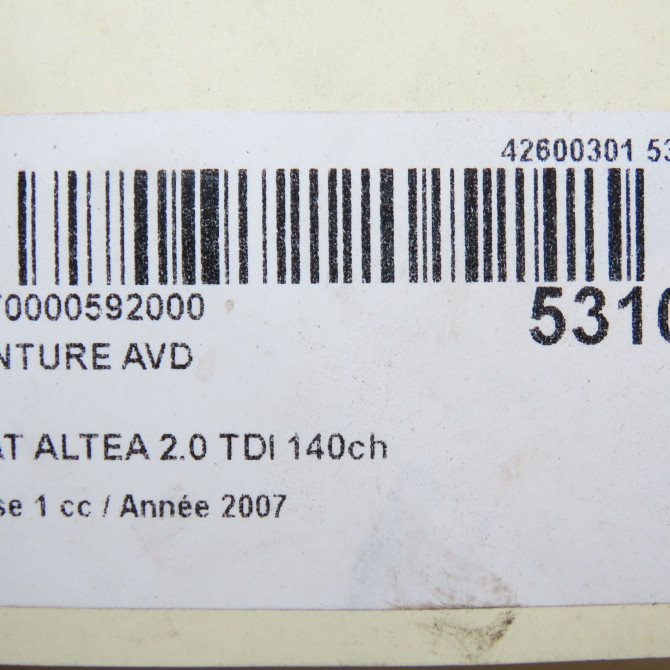 42600301 53
70000592000
5310
NTURE AVD
AT ALTEA 2.0 TDI 140ch
se 1 cc / Année 2007